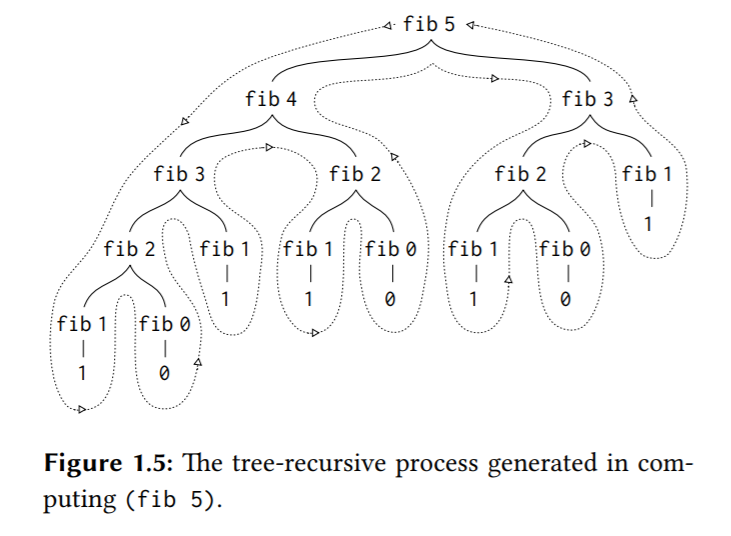 fib 5
fib 4 fib 3
fib 3 fib 2 fib 2 fib 1
1
fib 2 fib 1 fib 1 fib 0 fib 1 fib 0
1 1 0 1 0
fib 1 fib 0
1 0
Figure 1.5: The tree-recursive process generated in com-
puting (fib 5).